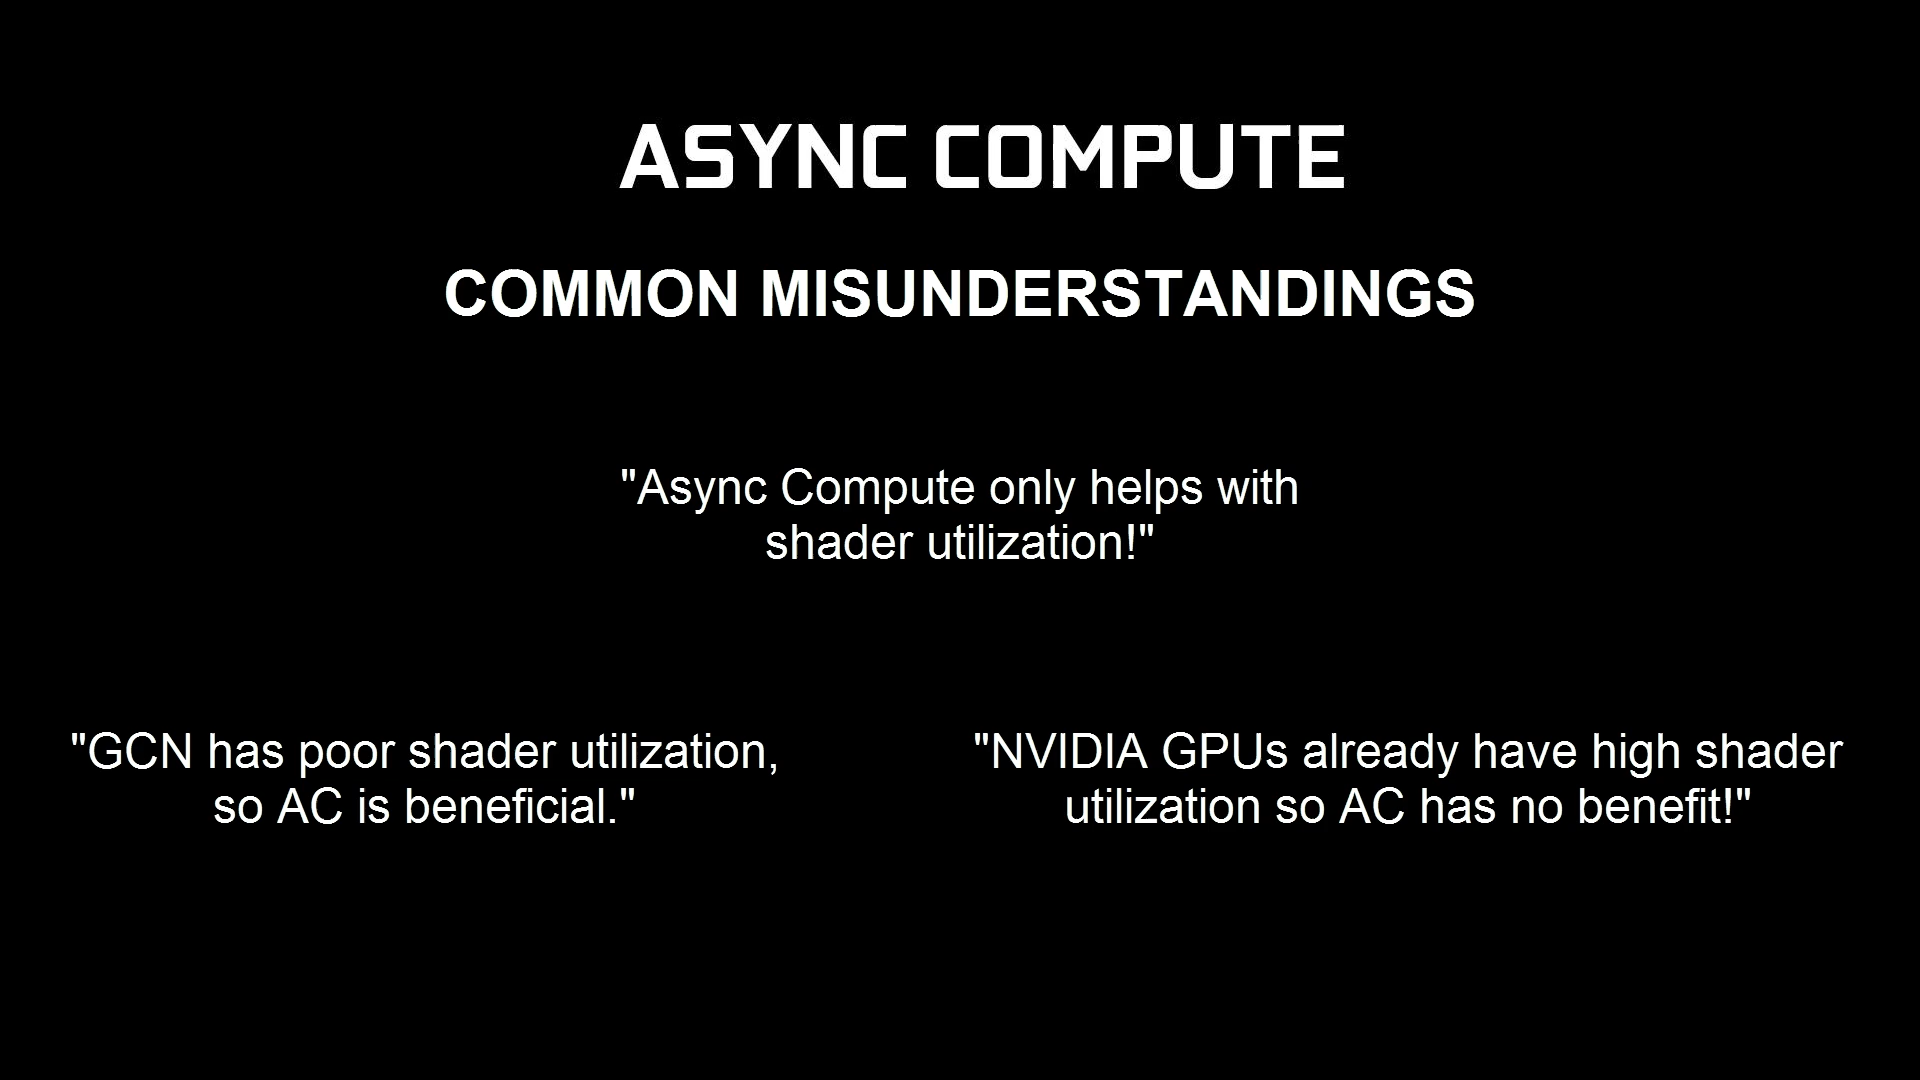 ASYNC COMPUTE
COMMON MISUNDERSTANDINGS
"Async Compute only helps with
shader utilization!"
"GCN has poor shader utilization,
so AC is beneficial."
"NVIDIA GPUs already have high shader
utilization so AC has no benefit!"